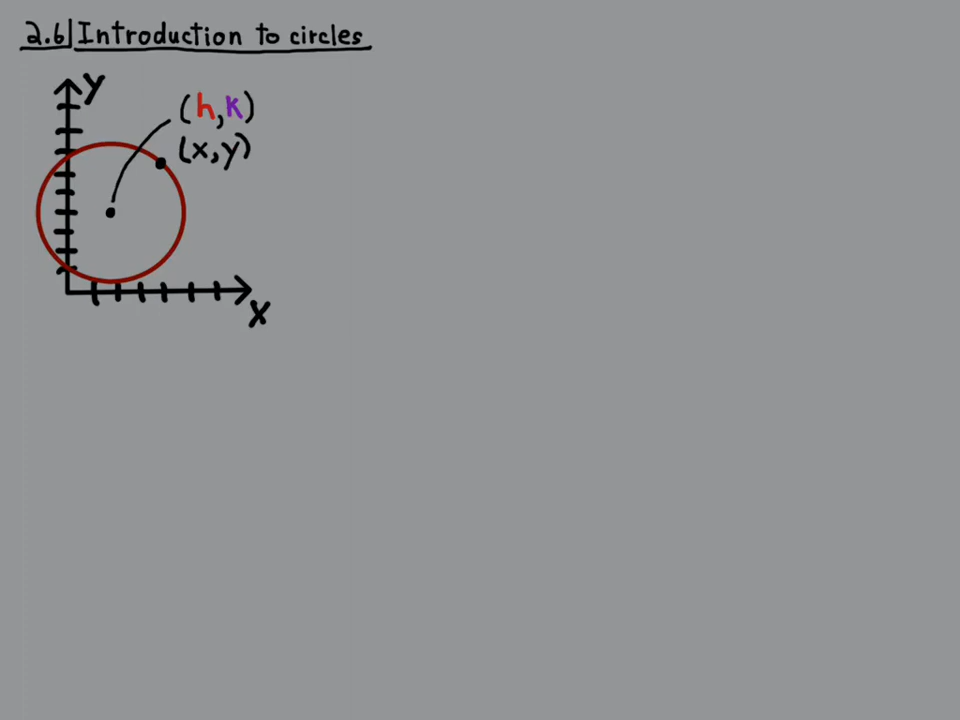 2.6 Introduction to circles
y
(h,k)
(x,y)
x